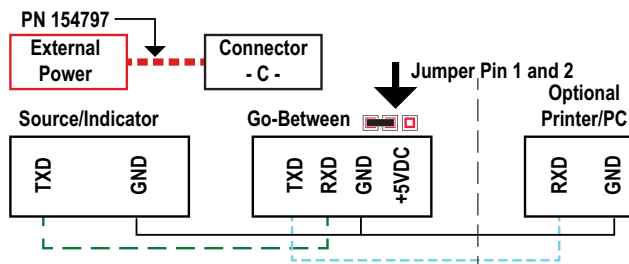 PN 154797
External
Power
Connector
- C -
Jumper Pin 1 and 2
Source/Indicator
Go-Between
Optional
Printer/PC
TXD
GND
TXD
RXD
GND
+5VDC
RXD
GND